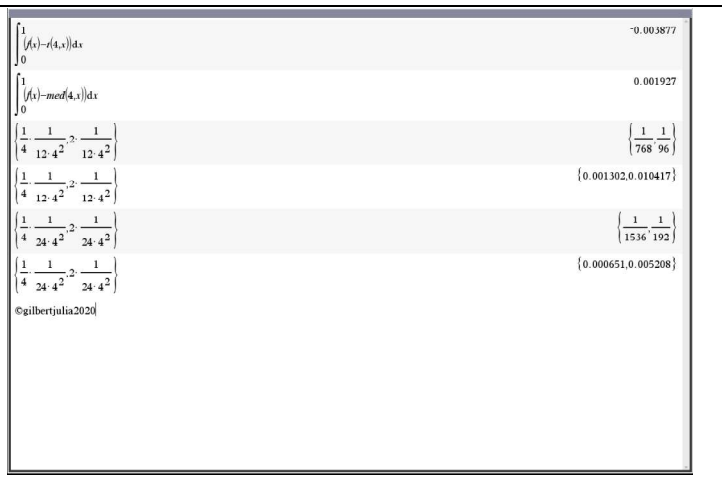 ∫₀¹ (f(x)−t(4,x))dx ⁻0.003877
∫₀¹ (f(x)−med(4,x))dx 0.001927
{1/4 · 1/(12·4²), 2 · 1/(12·4²)} {1/768, 1/96}
{1/4 · 1/(12·4²), 2 · 1/(12·4²)} {0.001302,0.010417}
{1/4 · 1/(24·4²), 2 · 1/(24·4²)} {1/1536, 1/192}
{1/4 · 1/(24·4²), 2 · 1/(24·4²)} {0.000651,0.005208}
©gilbertjulia2020